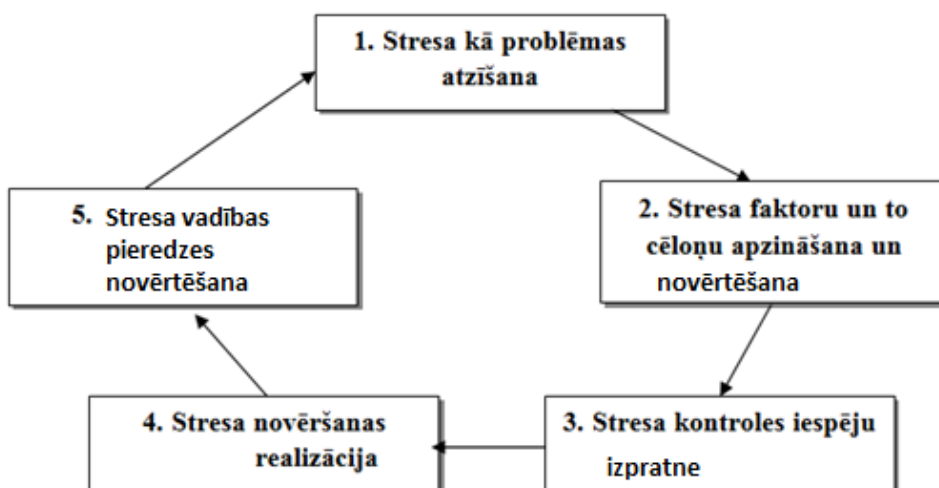 1. Stresa kā problēmas
atzīšana
2. Stresa faktoru un to
cēloņu apzināšana un
novērtēšana
3. Stresa kontroles iespēju
izpratne
4. Stresa novēršanas
realizācija
5. Stresa vadības
pieredzes
novērtēšana